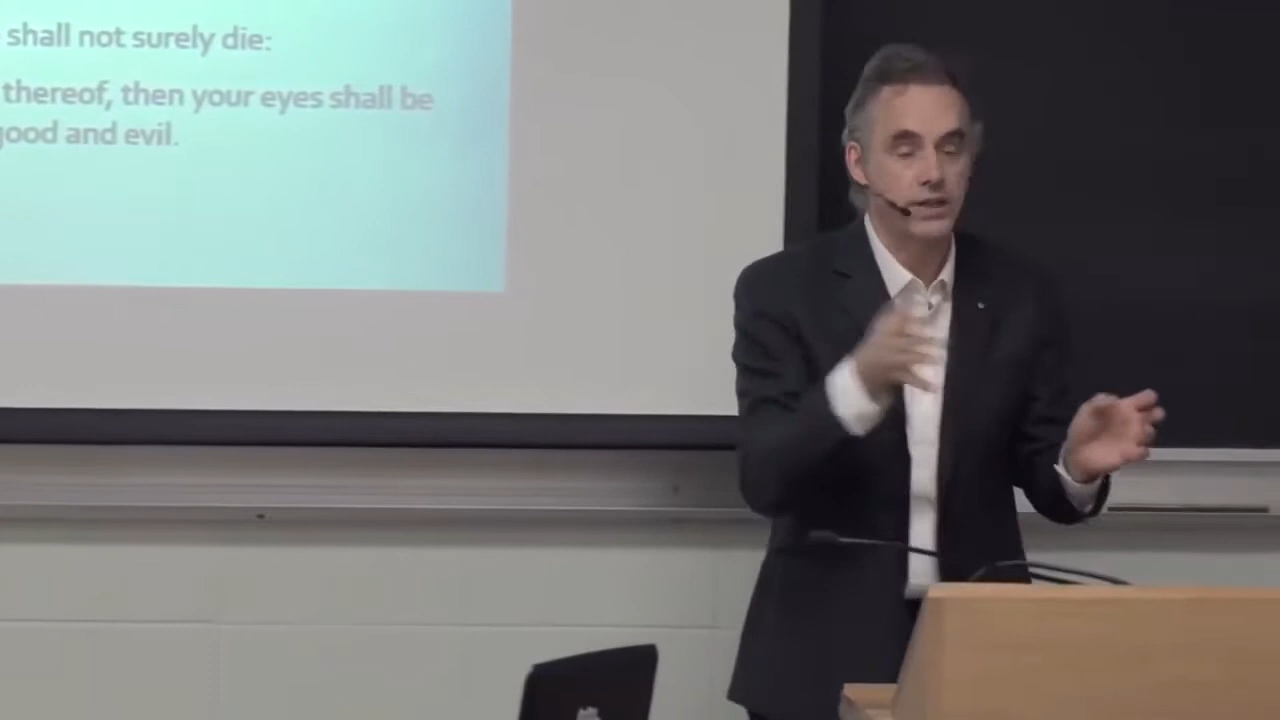 shall not surely die:
thereof, then your eyes shall be
good and evil.